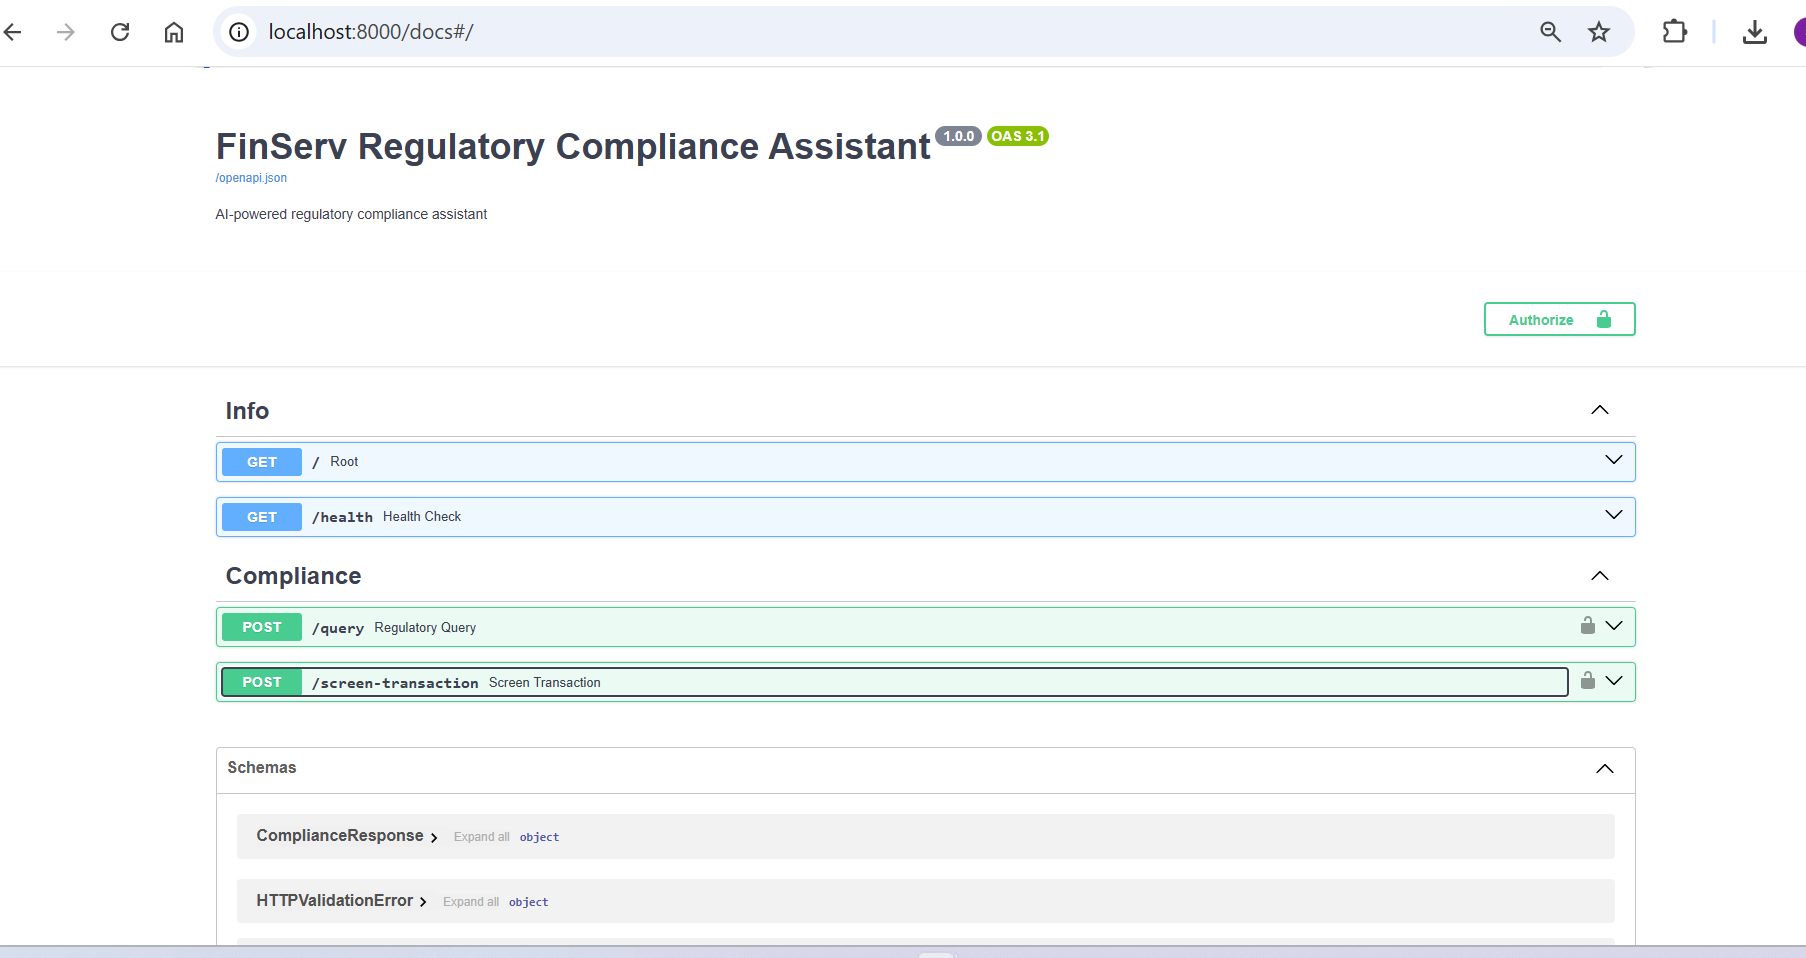 localhost:8000/docs#/
FinServ Regulatory Compliance Assistant 1.0.0 OAS 3.1
/openapi.json
AI-powered regulatory compliance assistant
Authorize
Info
GET / Root
GET /health Health Check
Compliance
POST /query Regulatory Query
POST /screen-transaction Screen Transaction
Schemas
ComplianceResponse Expand all object
HTTPValidationError Expand all object